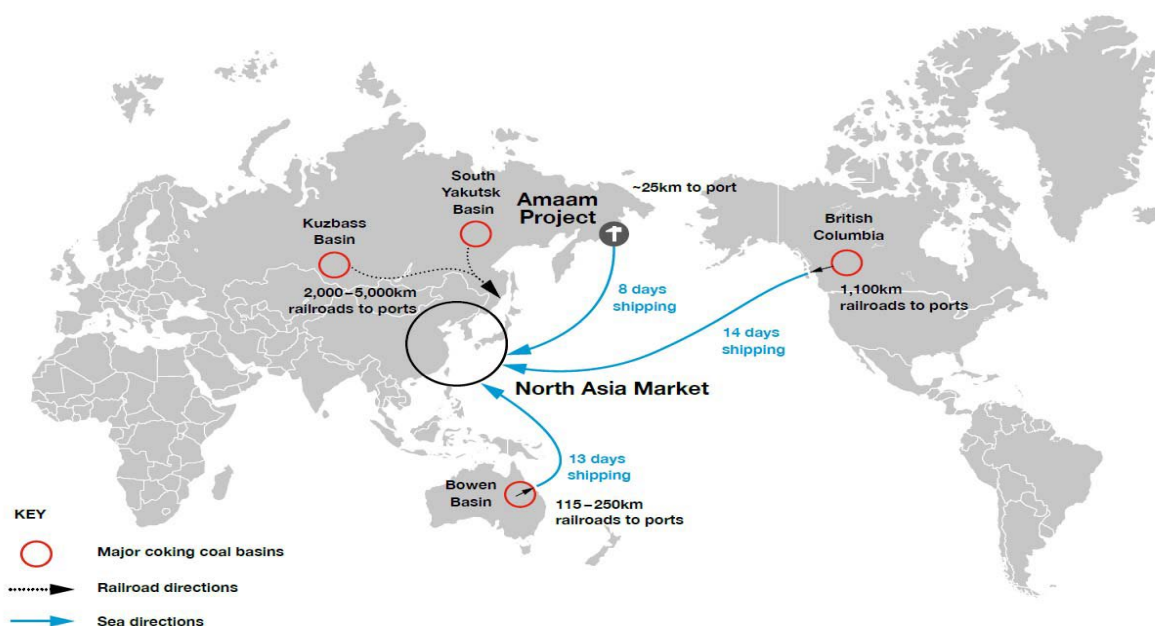 ~25km to port
South
Yakutsk
Basin
Amaam
Project
Kuzbass
Basin
British
Columbia
2,000–5,000km
railroads to ports
8 days
shipping
1,100km
railroads to ports
14 days
shipping
North Asia Market
13 days
shipping
Bowen
Basin
115–250km
railroads to ports
KEY
Major coking coal basins
Railroad directions
Sea directions